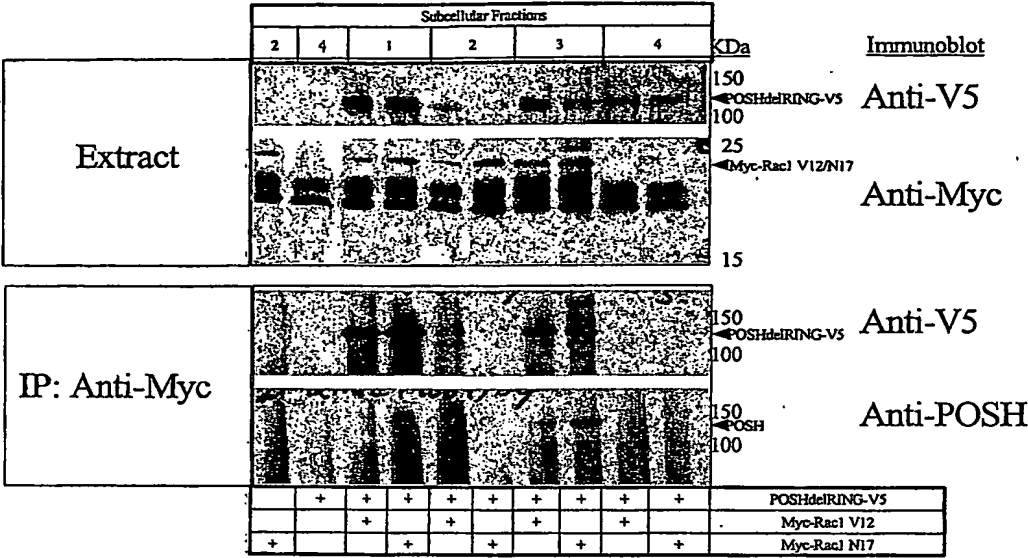 Subcellular Fractions
2 4 1 2 3 4 KDa Immunoblot
Extract
150
POSHdelRING-V5 Anti-V5
100
25
Myc-Rac1 V12/N17
Anti-Myc
15
IP: Anti-Myc
150 Anti-V5
POSHdelRING-V5
100
150 Anti-POSH
POSH
100
+ + + + + + + + + POSHdelRING-V5
+ + + + Myc-Rac1 V12
+ + + + + Myc-Rac1 N17